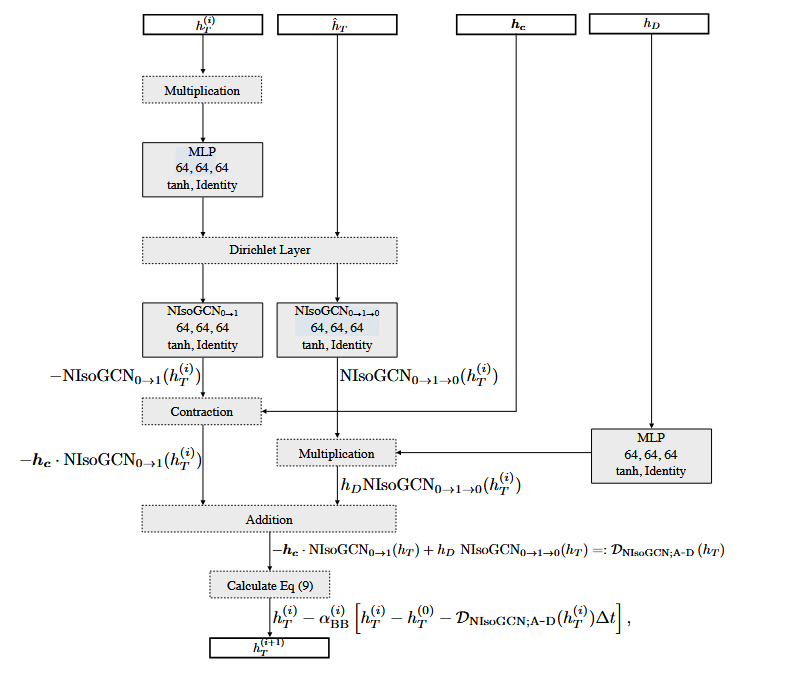 $h_T^{(i)}$
$\hat{h}_T$
$\boldsymbol{h_c}$
$h_D$
Multiplication
MLP
64, 64, 64
tanh, Identity
Dirichlet Layer
$\mathrm{NIsoGCN}_{0\to1}$
64, 64, 64
tanh, Identity
$\mathrm{NIsoGCN}_{0\to1\to0}$
64, 64, 64
tanh, Identity
$-\mathrm{NIsoGCN}_{0\to1}(h_T^{(i)})$
$\mathrm{NIsoGCN}_{0\to1\to0}(h_T^{(i)})$
Contraction
$-\boldsymbol{h_c} \cdot \mathrm{NIsoGCN}_{0\to1}(h_T^{(i)})$
Multiplication
MLP
64, 64, 64
tanh, Identity
$h_D \mathrm{NIsoGCN}_{0\to1\to0}(h_T^{(i)})$
Addition
$-\boldsymbol{h_c} \cdot \mathrm{NIsoGCN}_{0\to1}(h_T) + h_D\ \mathrm{NIsoGCN}_{0\to1\to0}(h_T) =: \mathcal{D}_{\mathrm{NIsoGCN;A-D}}(h_T)$
Calculate Eq (9)
$h_T^{(i)} - \alpha_{\mathrm{BB}}^{(i)} \left[ h_T^{(i)} - h_T^{(0)} - \mathcal{D}_{\mathrm{NIsoGCN;A-D}}(h_T^{(i)}) \Delta t \right],$
$h_T^{(i+1)}$